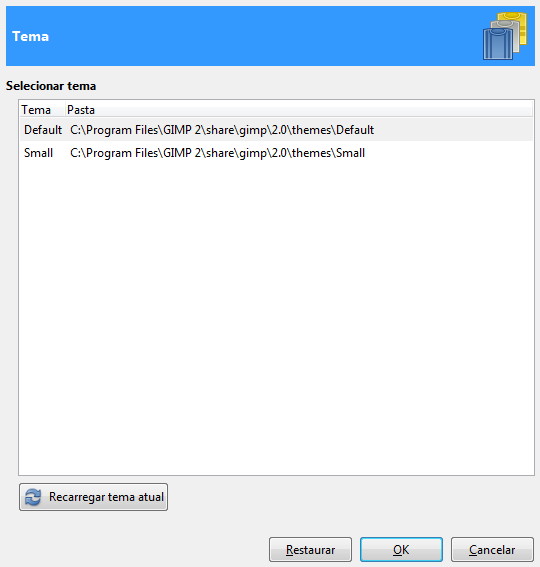 Tema
Selecionar tema
Tema Pasta
Default C:\Program Files\GIMP 2\share\gimp\2.0\themes\Default
Small C:\Program Files\GIMP 2\share\gimp\2.0\themes\Small
Recarregar tema atual
Restaurar OK Cancelar